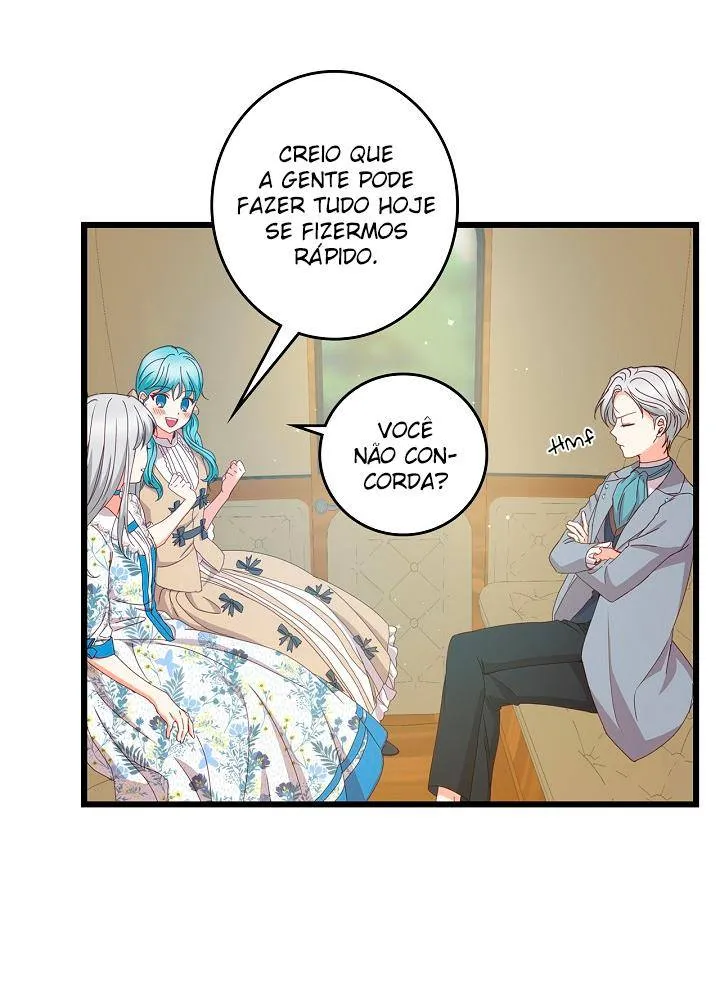 CREIO QUE
A GENTE PODE
FAZER TUDO HOJE
SE FIZERMOS
RÁPIDO.
VOCÊ
NÃO CON-
CORDA?
HMF